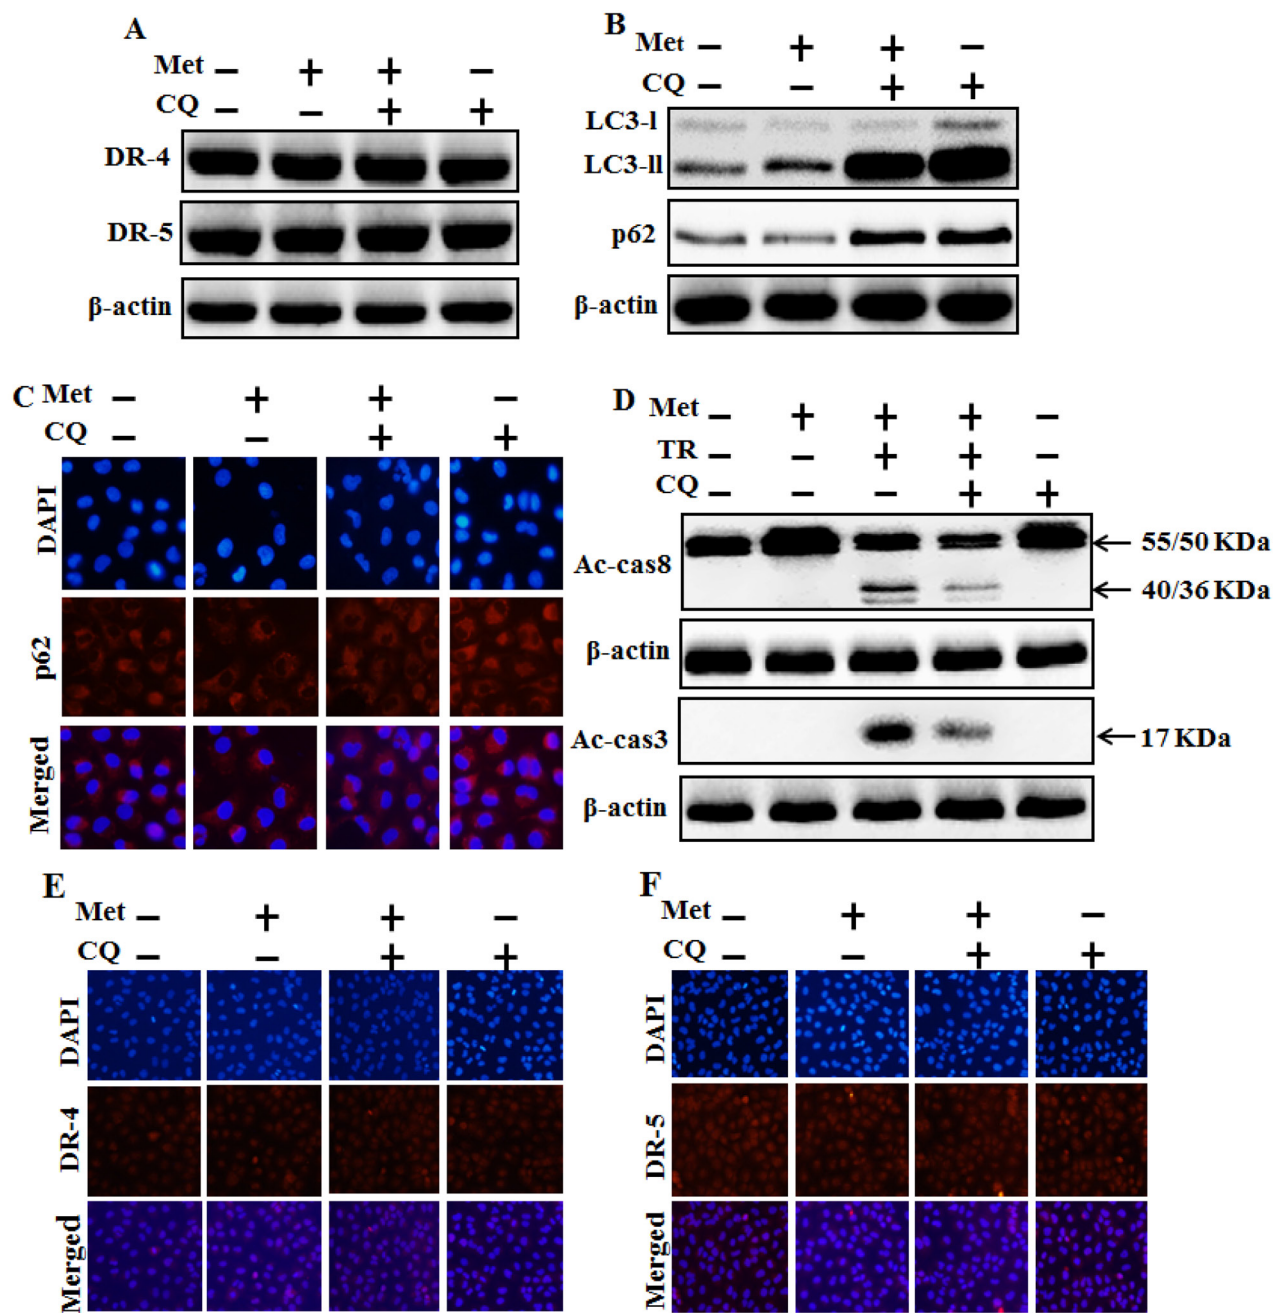 A
Met − + + −
CQ − − + +
DR-4
DR-5
β-actin
B
Met − + + −
CQ − − + +
LC3-l
LC3-ll
p62
β-actin
C Met − + + −
CQ − − + +
DAPI
p62
Merged
D Met − + + + −
TR − − + + −
CQ − − − + +
Ac-cas8
55/50 KDa
40/36 KDa
β-actin
Ac-cas3
17 KDa
β-actin
E
Met − + + −
CQ − − + +
DAPI
DR-4
Merged
F
Met − + + −
CQ − − + +
DAPI
DR-5
Merged